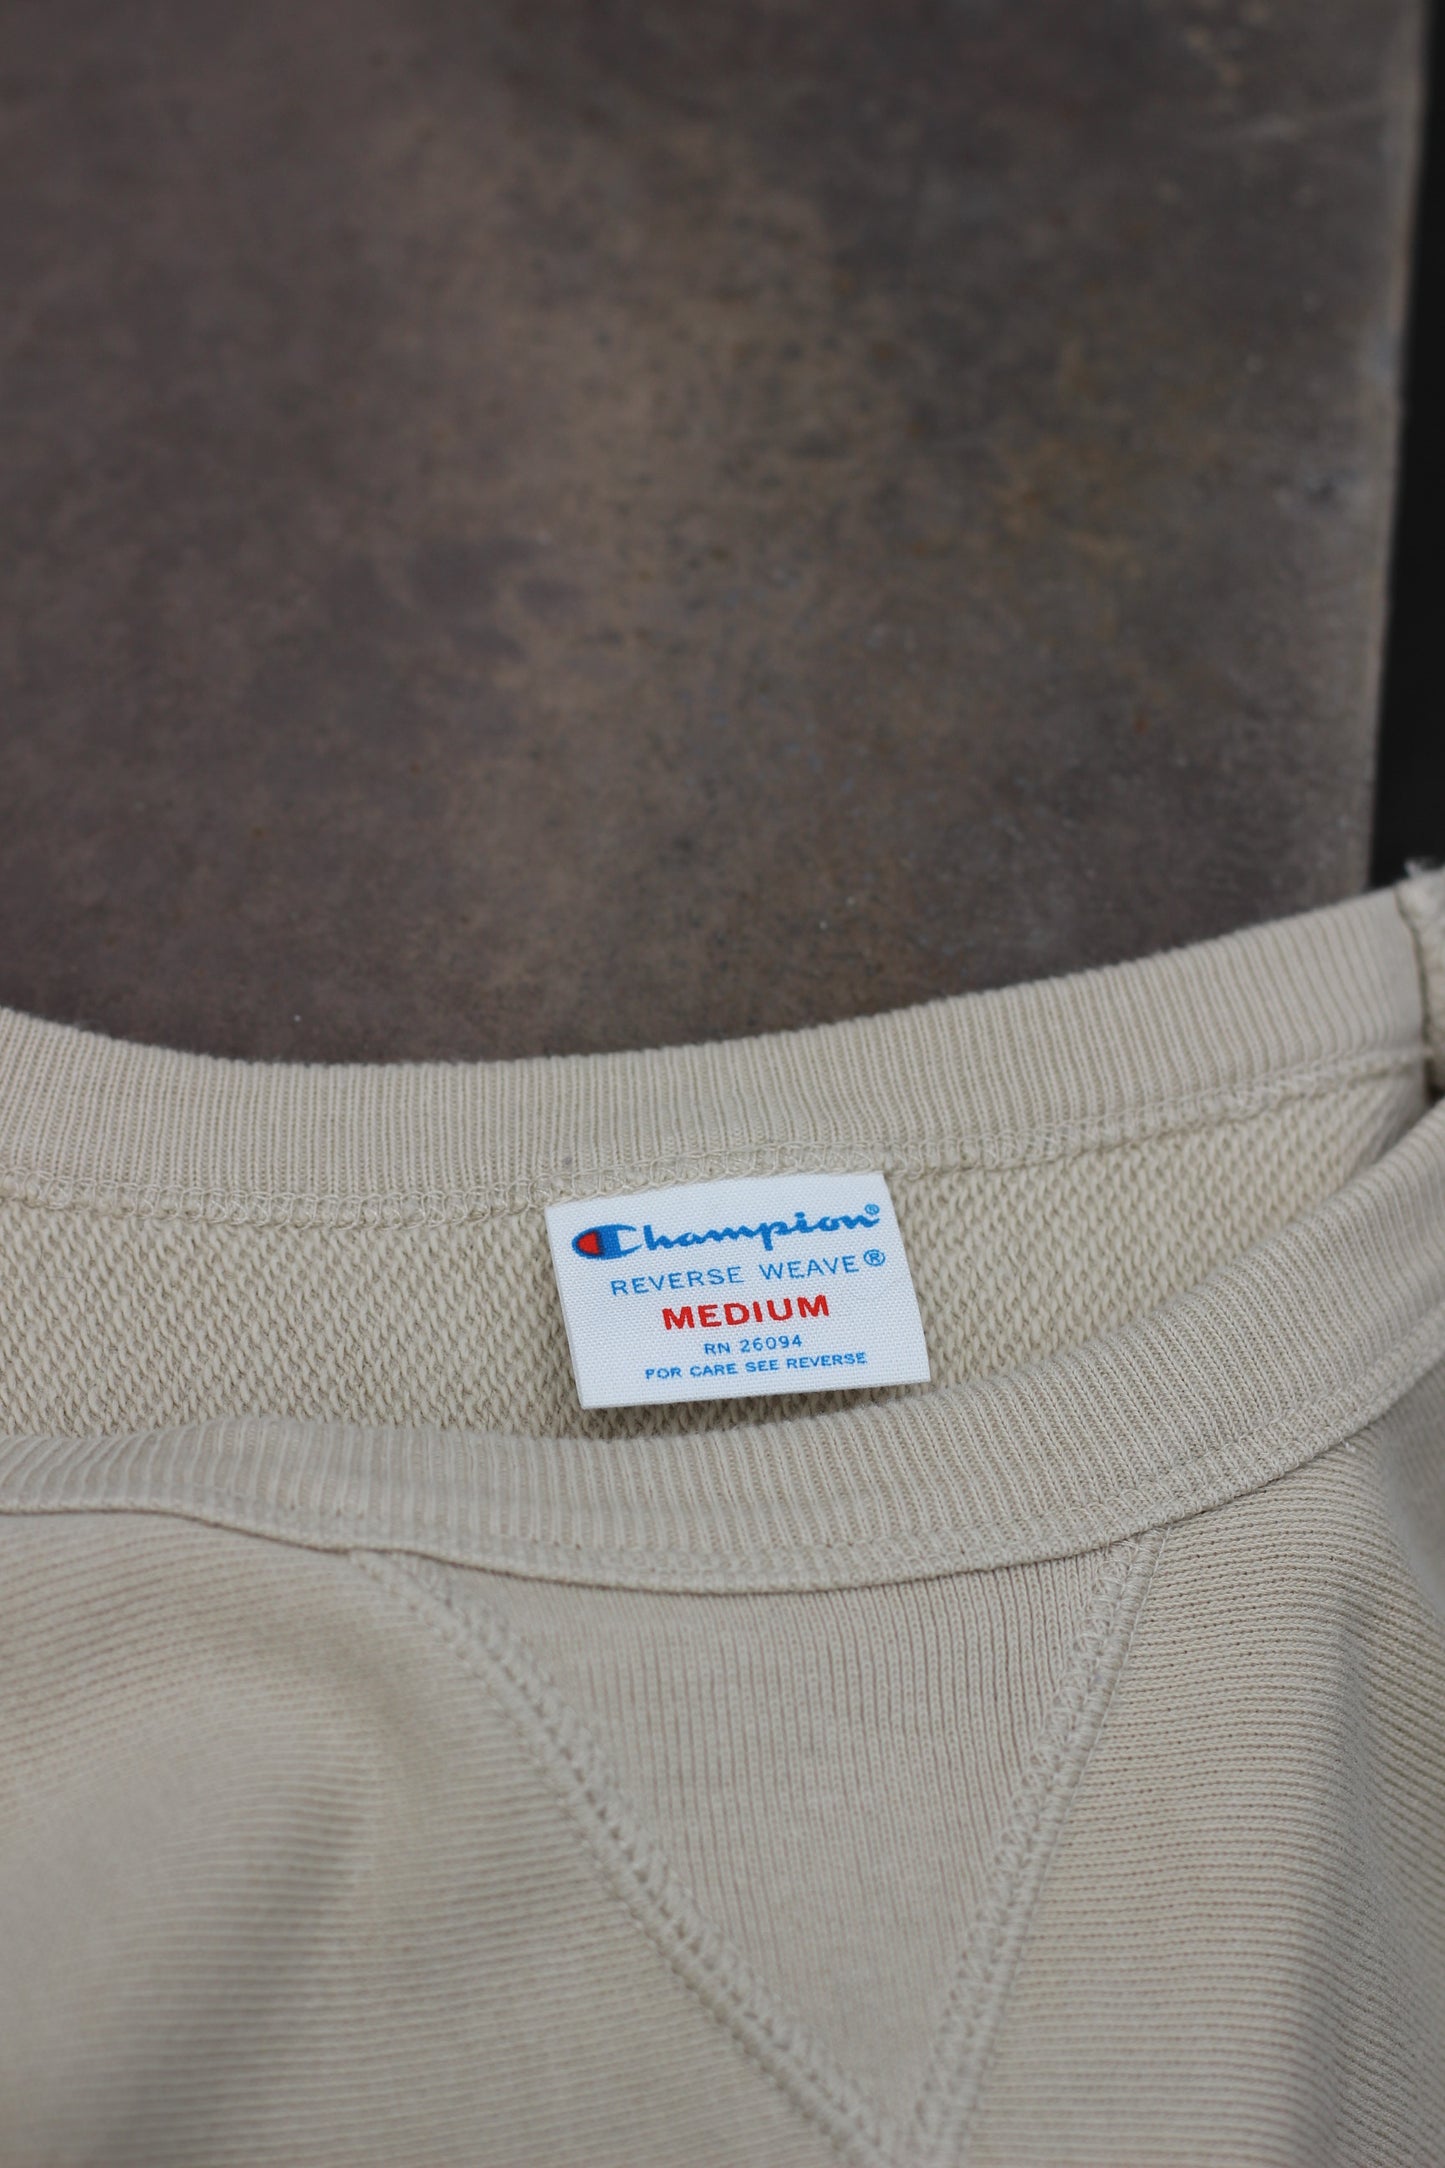 Champion®
REVERSE WEAVE®
MEDIUM
RN 26094
FOR CARE SEE REVERSE